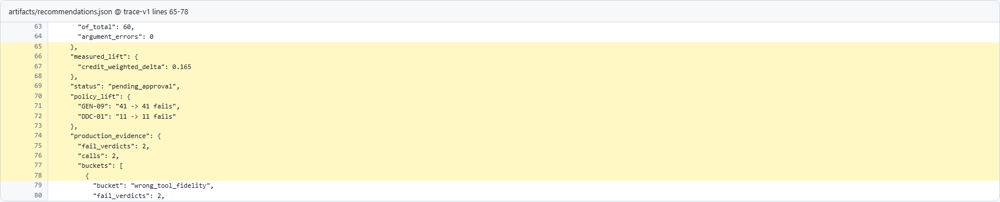 artifacts/recommendations.json @ trace-v1 lines 65-78
63 "of_total": 60,
64 "argument_errors": 0
65 },
66 "measured_lift": {
67 "credit_weighted_delta": 0.165
68 },
69 "status": "pending_approval",
70 "policy_lift": {
71 "GEN-09": "41 -> 41 fails",
72 "DDC-01": "11 -> 11 fails"
73 },
74 "production_evidence": {
75 "fail_verdicts": 2,
76 "calls": 2,
77 "buckets": [
78 {
79 "bucket": "wrong_tool_fidelity",
80 "fail_verdicts": 2,